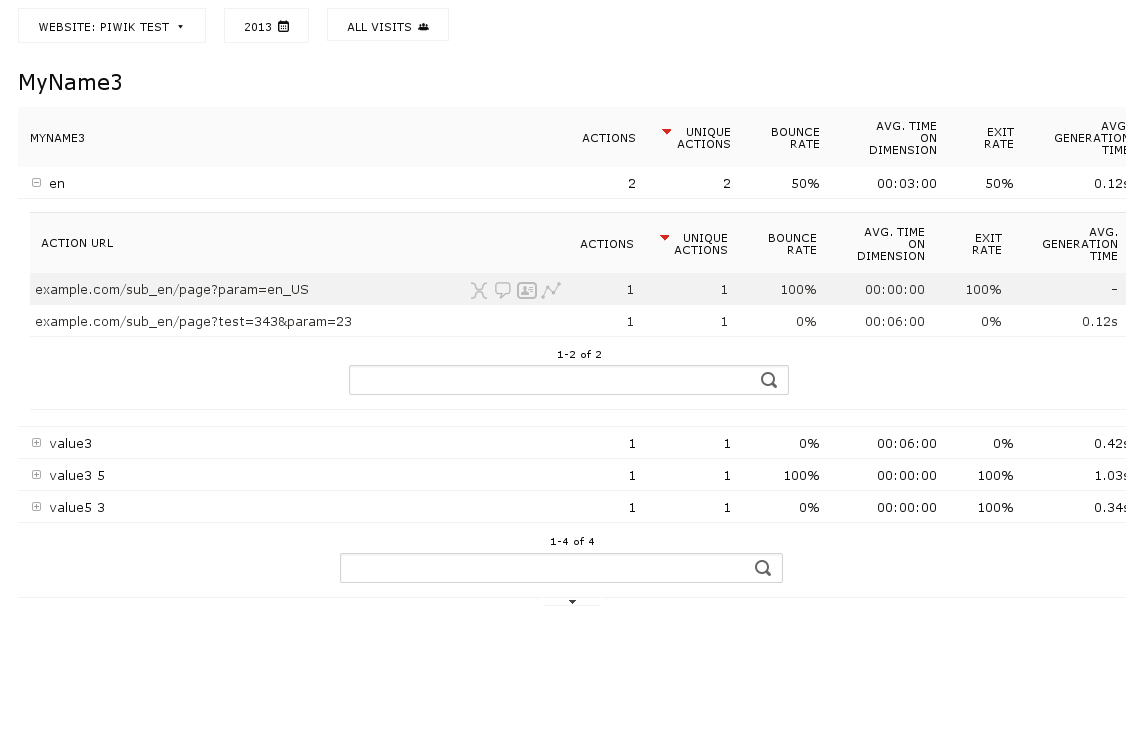 WEBSITE: PIWIK TEST 2013 ALL VISITS
MyName3
MYNAME3 ACTIONS UNIQUE ACTIONS BOUNCE RATE AVG. TIME ON DIMENSION EXIT RATE AVG GENERATION TIME
en 2 2 50% 00:03:00 50% 0.12s
ACTION URL ACTIONS UNIQUE ACTIONS BOUNCE RATE AVG. TIME ON DIMENSION EXIT RATE AVG. GENERATION TIME
example.com/sub_en/page?param=en_US 1 1 100% 00:00:00 100% -
example.com/sub_en/page?test=343&param=23 1 1 0% 00:06:00 0% 0.12s
1-2 of 2
value3 1 1 0% 00:06:00 0% 0.42s
value3 5 1 1 100% 00:00:00 100% 1.03s
value5 3 1 1 0% 00:00:00 100% 0.34s
1-4 of 4